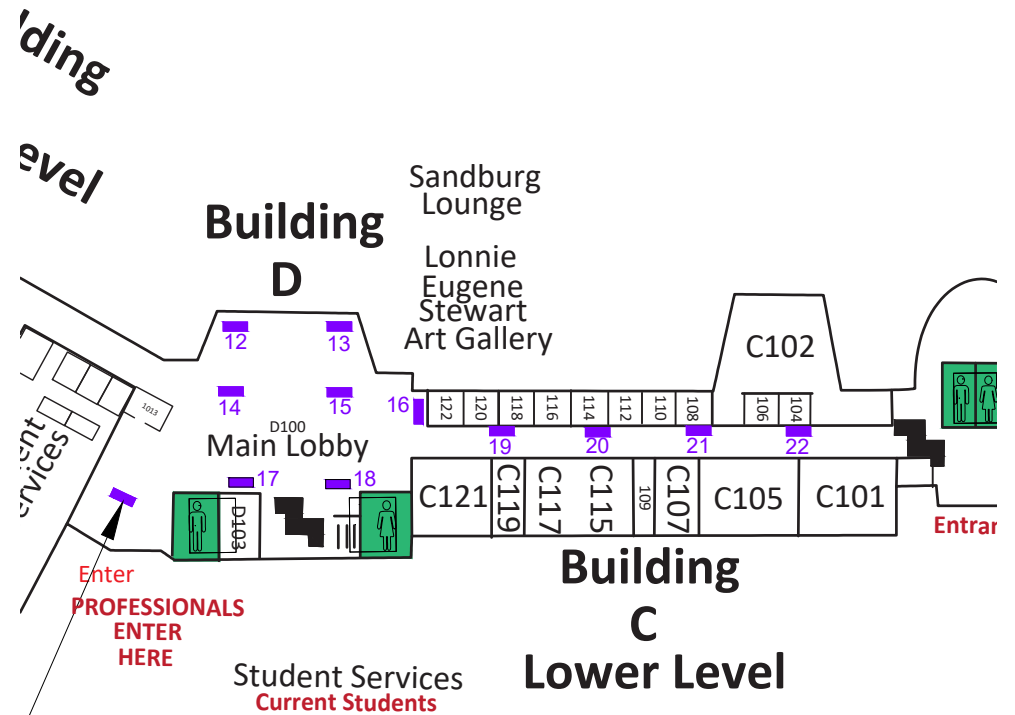 lding
evel
Sandburg
Lounge
Building
D
Lonnie
Eugene
Stewart
Art Gallery
12
13
C102
14
15
16
1013
122
120
118
116
114
112
110
108
106
104
D100
Main Lobby
19
20
21
22
17
18
ent
ervices
D103
C121
C119
C117
C115
109
C107
C105
C101
Entran
Enter
PROFESSIONALS
ENTER
HERE
Building
C
Lower Level
Student Services
Current Students